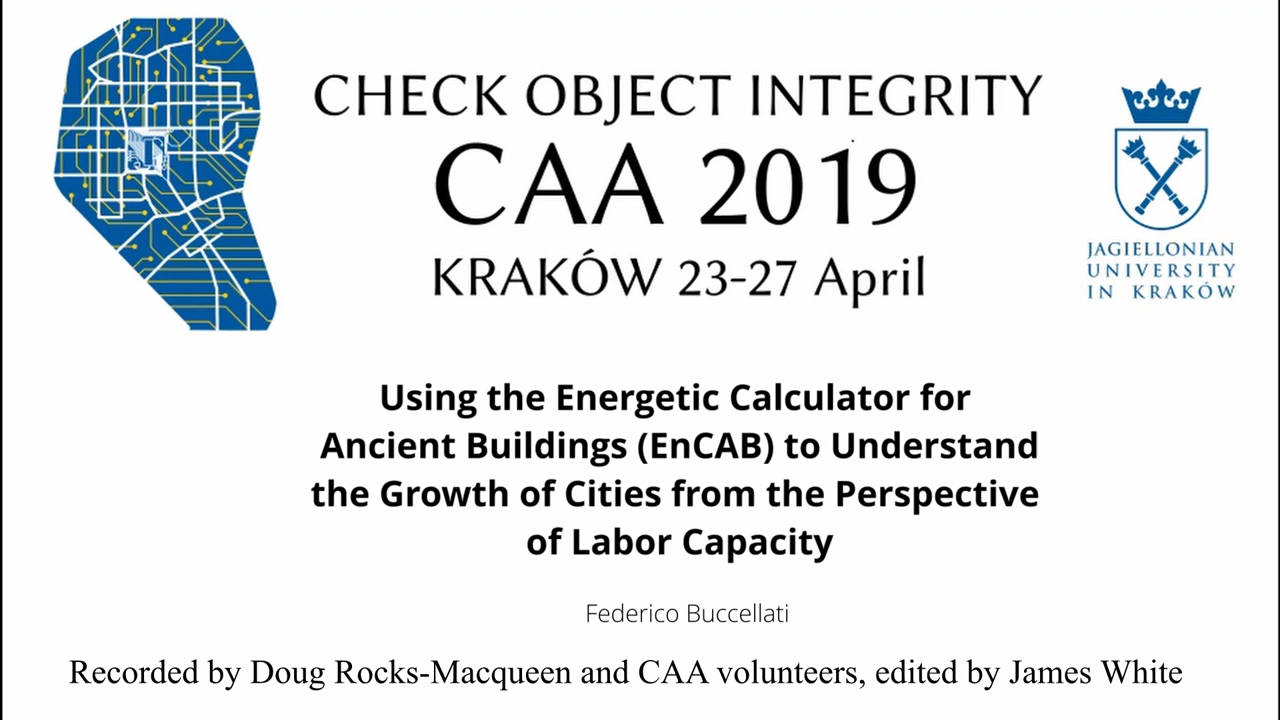 CHECK OBJECT INTEGRITY
CAA 2019
KRAKÓW 23-27 April
JAGIELLONIAN
UNIVERSITY
IN KRAKÓW
Using the Energetic Calculator for
Ancient Buildings (EnCAB) to Understand
the Growth of Cities from the Perspective
of Labor Capacity
Federico Buccellati
Recorded by Doug Rocks-Macqueen and CAA volunteers, edited by James White